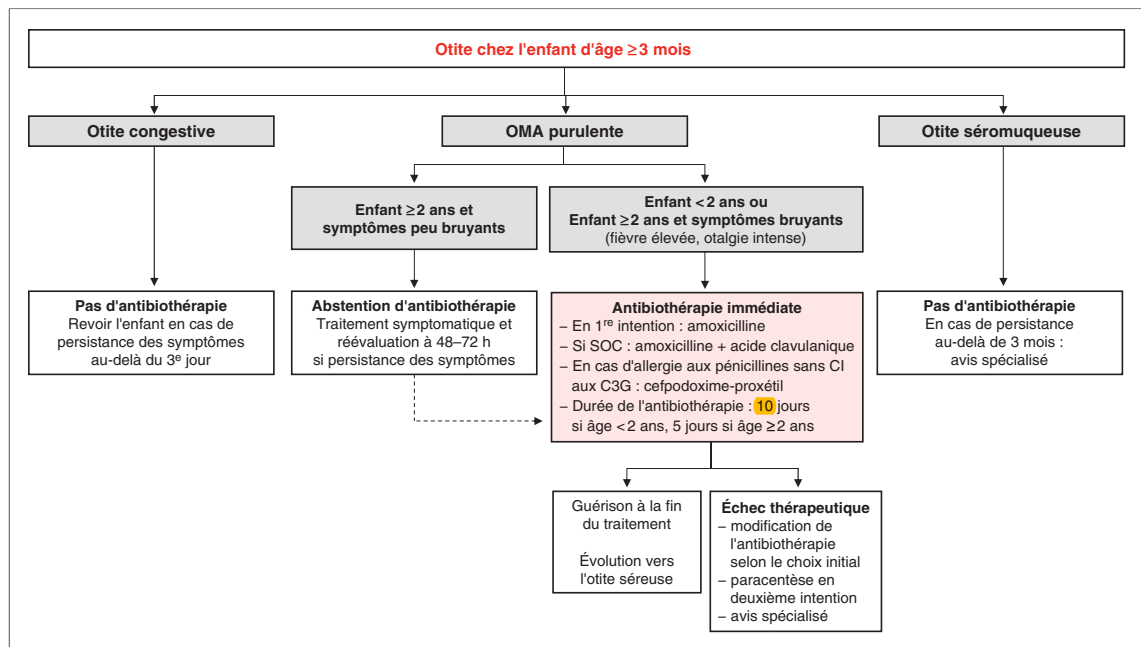 Otite chez l'enfant d'âge ≥3 mois
Otite congestive
OMA purulente
Otite séromuqueuse
Enfant ≥2 ans et
symptômes peu bruyants
Enfant <2 ans ou
Enfant ≥2 ans et symptômes bruyants
(fièvre élevée, otalgie intense)
Pas d'antibiothérapie
Revoir l'enfant en cas de
persistance des symptômes
au-delà du 3e jour
Abstention d'antibiothérapie
Traitement symptomatique et
réévaluation à 48–72 h
si persistance des symptômes
Antibiothérapie immédiate
– En 1re intention : amoxicilline
– Si SOC : amoxicilline + acide clavulanique
– En cas d'allergie aux pénicillines sans CI
aux C3G : cefpodoxime-proxétil
– Durée de l'antibiothérapie : 10 jours
si âge <2 ans, 5 jours si âge ≥2 ans
Pas d'antibiothérapie
En cas de persistance
au-delà de 3 mois :
avis spécialisé
Guérison à la fin
du traitement
Évolution vers
l'otite séreuse
Échec thérapeutique
– modification de
l'antibiothérapie
selon le choix initial
– paracentèse en
deuxième intention
– avis spécialisé